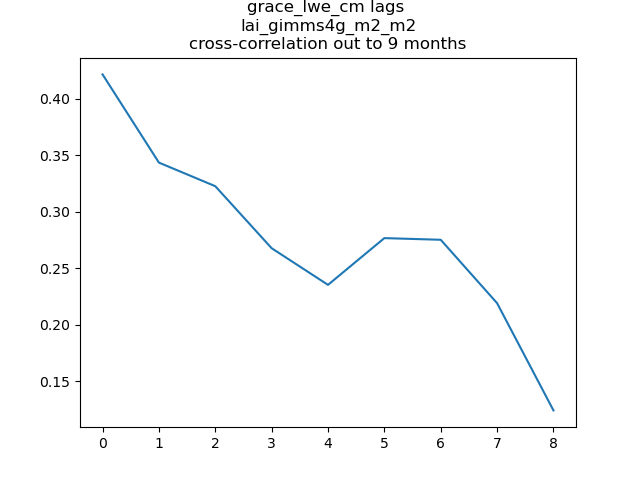 grace_lwe_cm lags
lai_gimms4g_m2_m2
cross-correlation out to 9 months
0.40
0.35
0.30
0.25
0.20
0.15
0 1 2 3 4 5 6 7 8